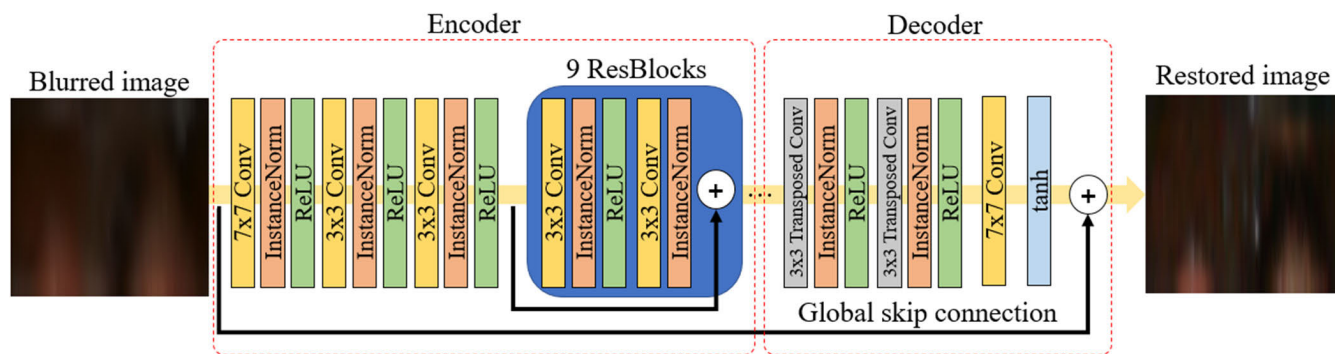 Encoder
Decoder
Blurred image
9 ResBlocks
Restored image
7x7 Conv
InstanceNorm
ReLU
3x3 Conv
InstanceNorm
ReLU
3x3 Conv
InstanceNorm
ReLU
3x3 Conv
InstanceNorm
ReLU
3x3 Conv
InstanceNorm
+
...
3x3 Transposed Conv
InstanceNorm
ReLU
3x3 Transposed Conv
InstanceNorm
ReLU
7x7 Conv
tanh
+
Global skip connection